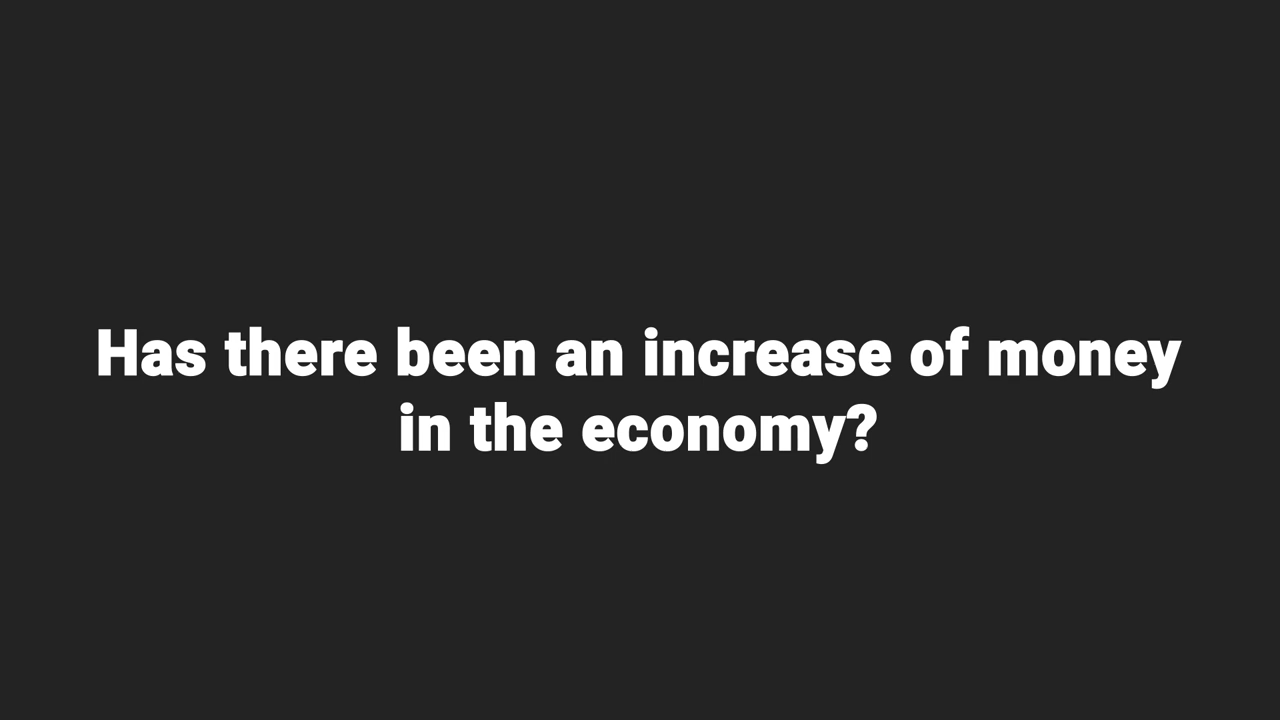 Has there been an increase of money
in the economy?